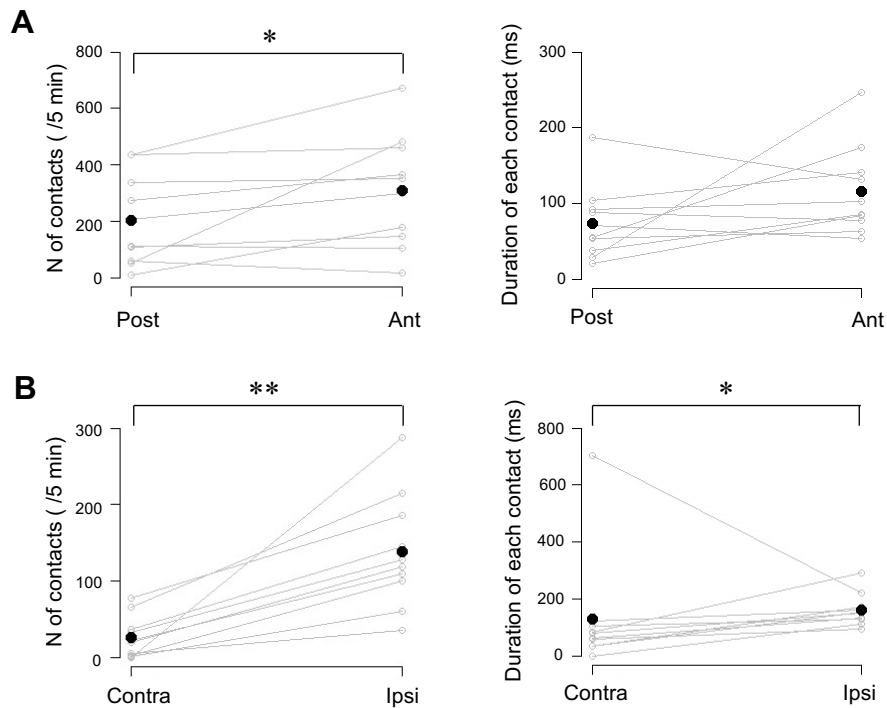 A
*
N of contacts ( /5 min)
800
600
400
200
0
Post
Ant
Duration of each contact (ms)
300
200
100
0
Post
Ant
B
**
N of contacts ( /5 min)
300
200
100
0
Contra
Ipsi
*
Duration of each contact (ms)
800
600
400
200
0
Contra
Ipsi